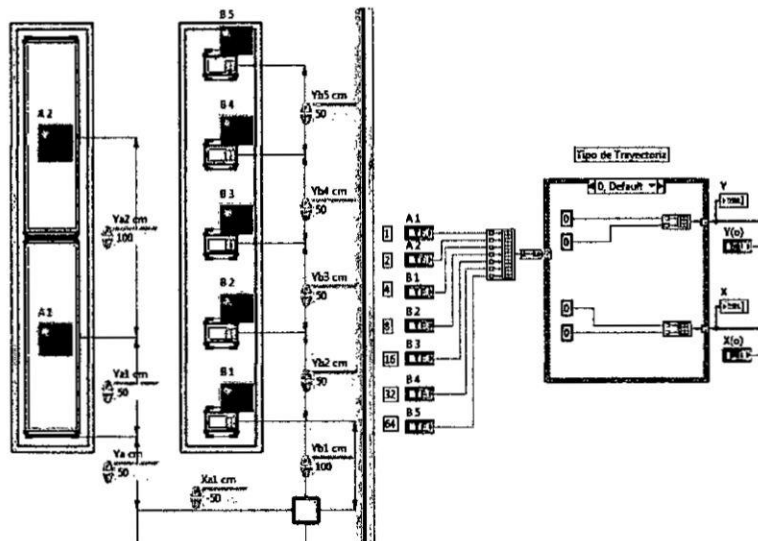 B 5
A 2
Yb5 cm
50
B 4
Ya2 cm
100
Yb4 cm
50
B 3
Yb3 cm
50
B 2
A1
Yb2 cm
50
B 1
Ya1 cm
50
Ya cm
50
Yb1 cm
100
Xa1 cm
-50
Tipo de Trayectoria
0, Default
1
A 1
2
A 2
4
B 1
8
B 2
16
B 3
32
B 4
64
B 5
0
0
0
0
Y
Y(o)
X
X(o)